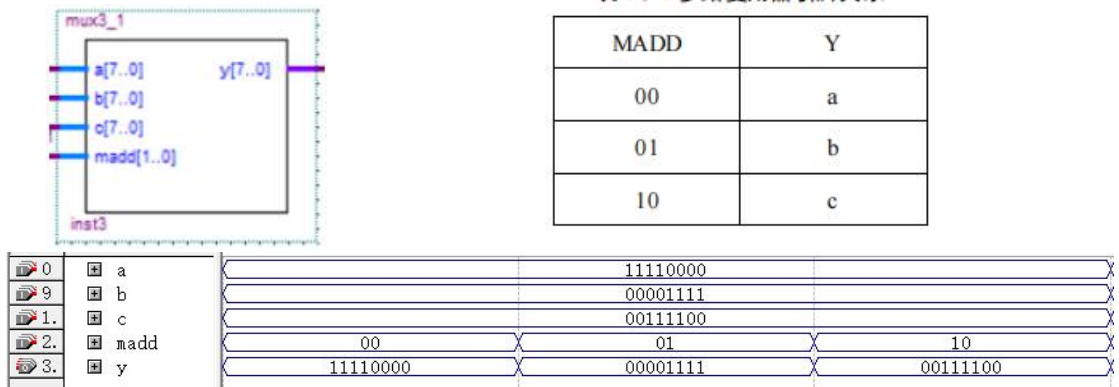 mux3_1
a[7..0] y[7..0]
b[7..0]
c[7..0]
madd[1..0]
inst3
MADD Y
00 a
01 b
10 c
0 a 11110000
9 b 00001111
1. c 00111100
2. madd 00 01 10
3. y 11110000 00001111 00111100